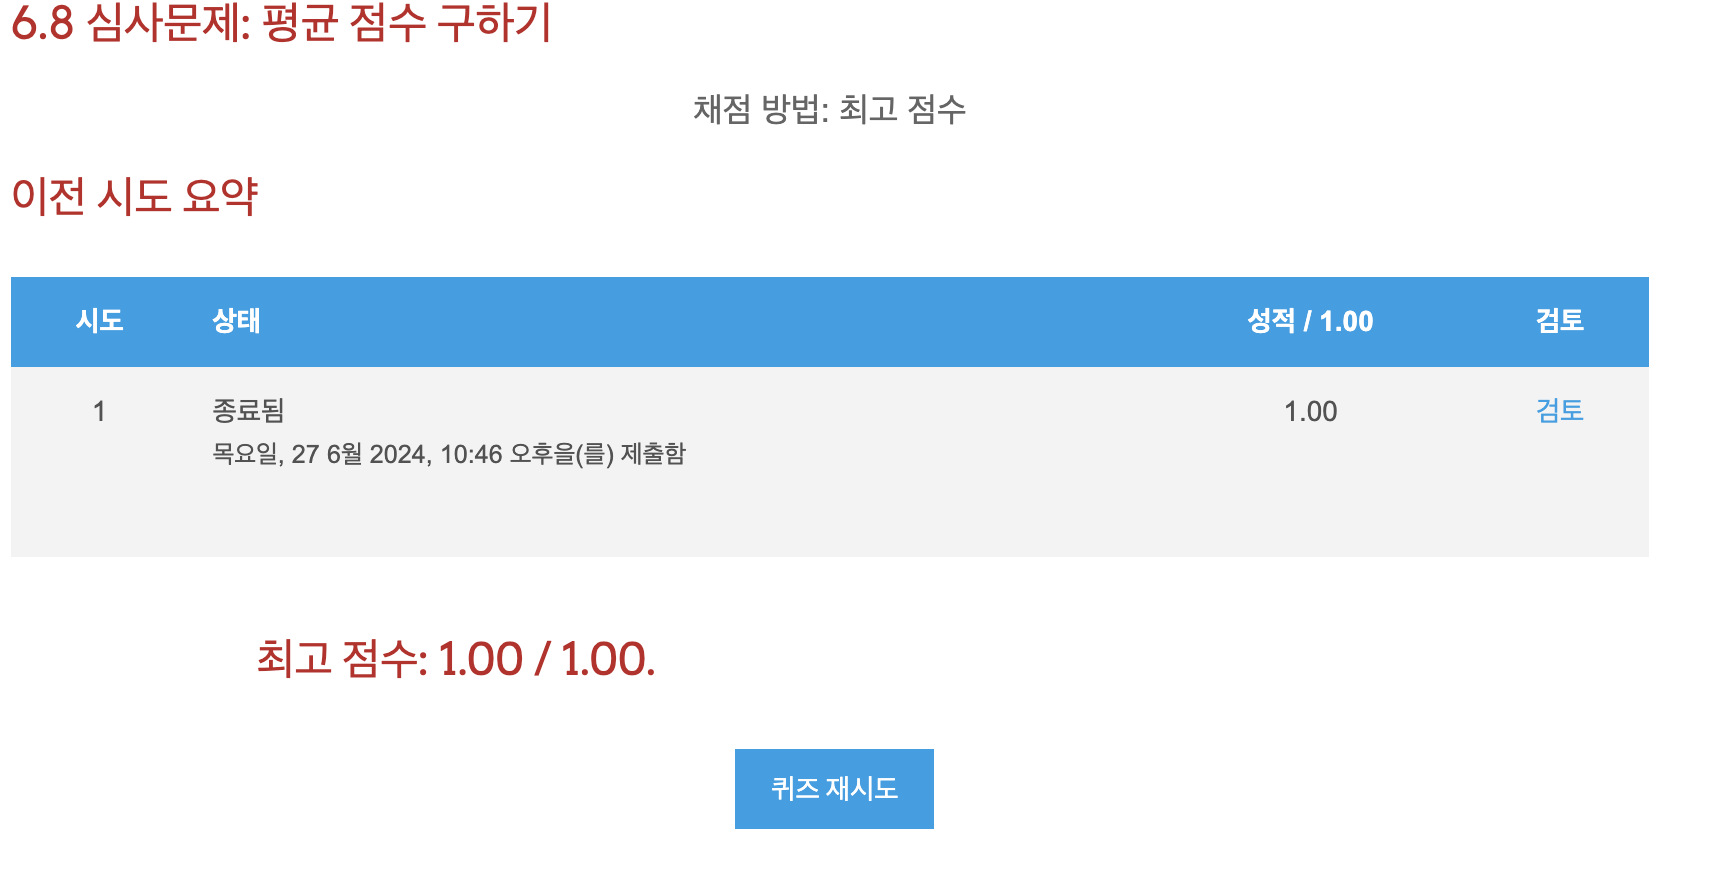 6.8 심사문제: 평균 점수 구하기
채점 방법: 최고 점수
이전 시도 요약
시도 상태 성적 / 1.00 검토
1 종료됨 1.00 검토
목요일, 27 6월 2024, 10:46 오후을(를) 제출함
최고 점수: 1.00 / 1.00.
퀴즈 재시도